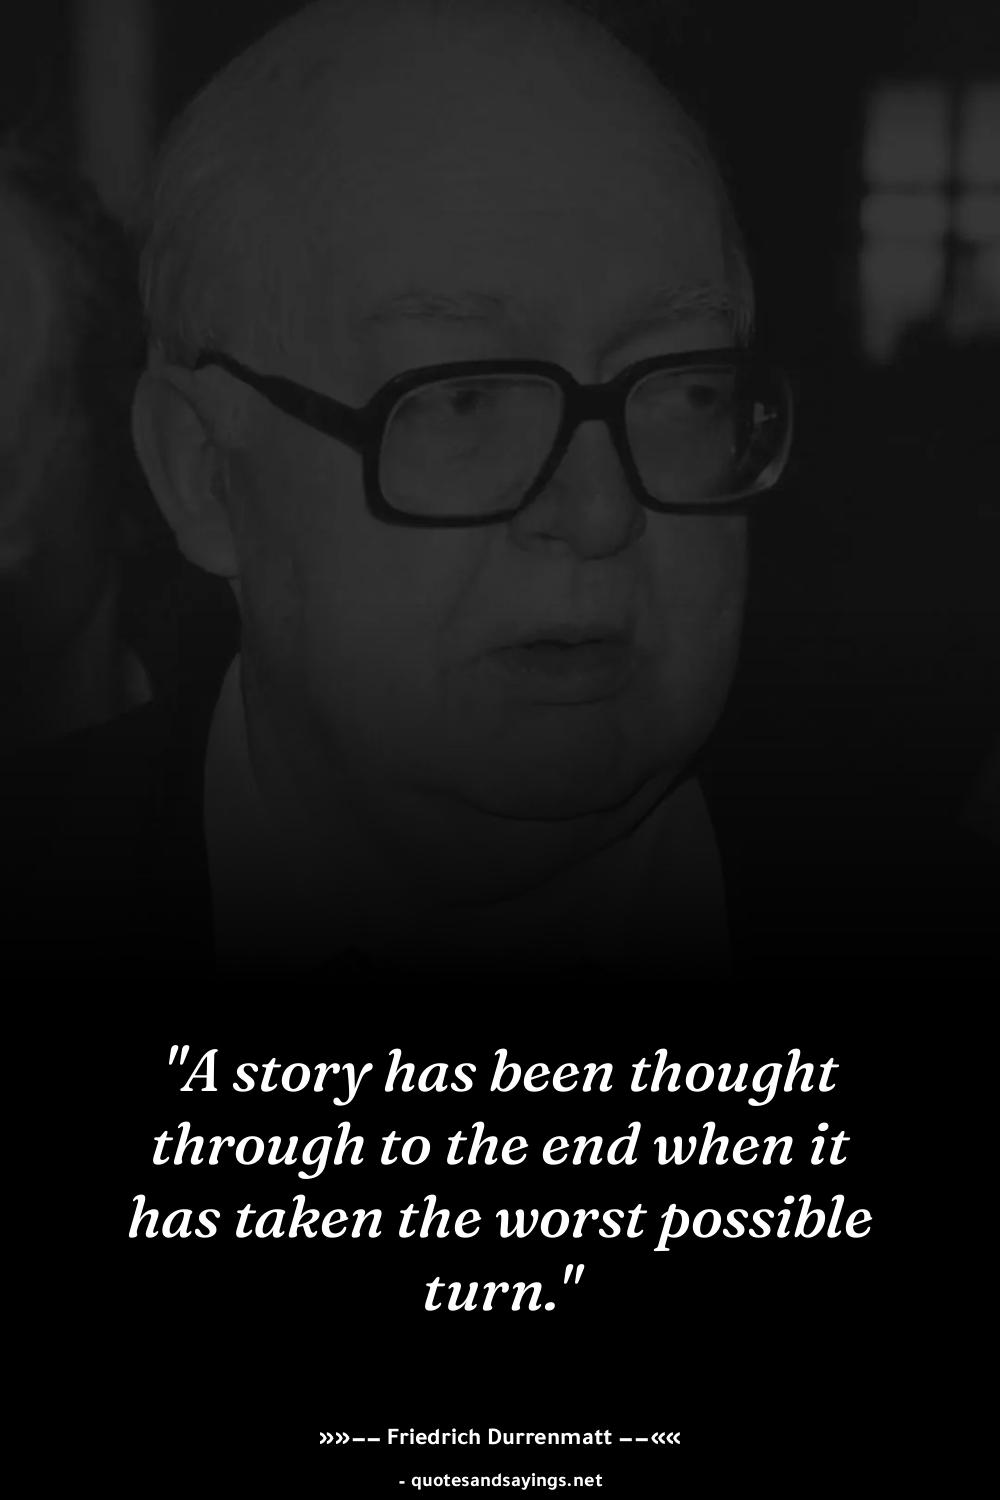 "A story has been thought
through to the end when it
has taken the worst possible
turn."
»»−− Friedrich Durrenmatt −−««
- quotesandsayings.net